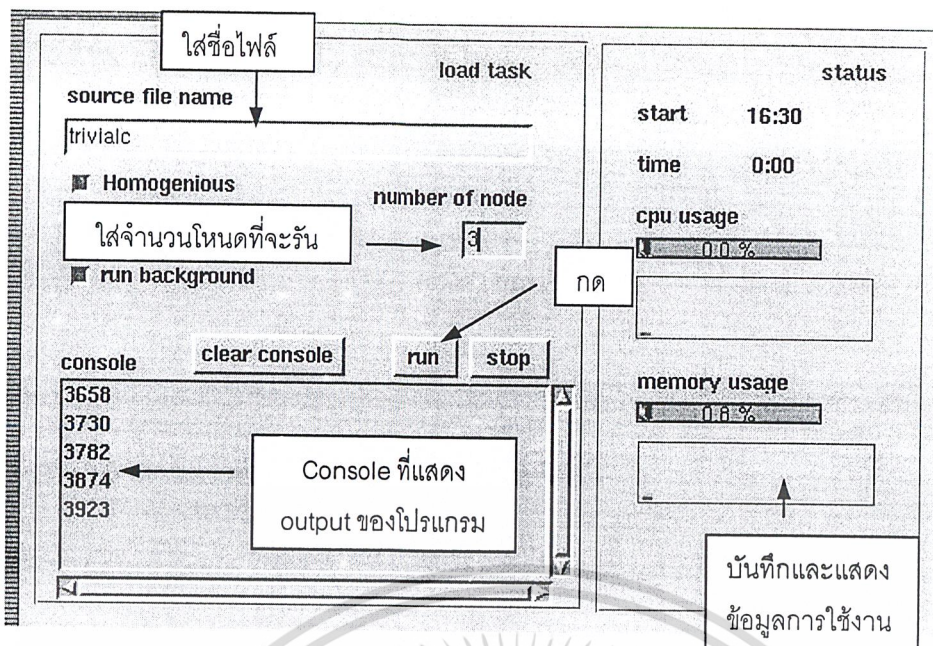 ใส่ชื่อไฟล์
load task
source file name
trivialc
Homogenious
number of node
ใส่จำนวนโหนดที่จะรัน
3
run background
กด
console
clear console
run
stop
3658
3730
3782
3874
3923
Console ที่แสดง
output ของโปรแกรม
status
start 16:30
time 0:00
cpu usage
0.0 %
memory usage
0.8 %
บันทึกและแสดง
ข้อมูลการใช้งาน